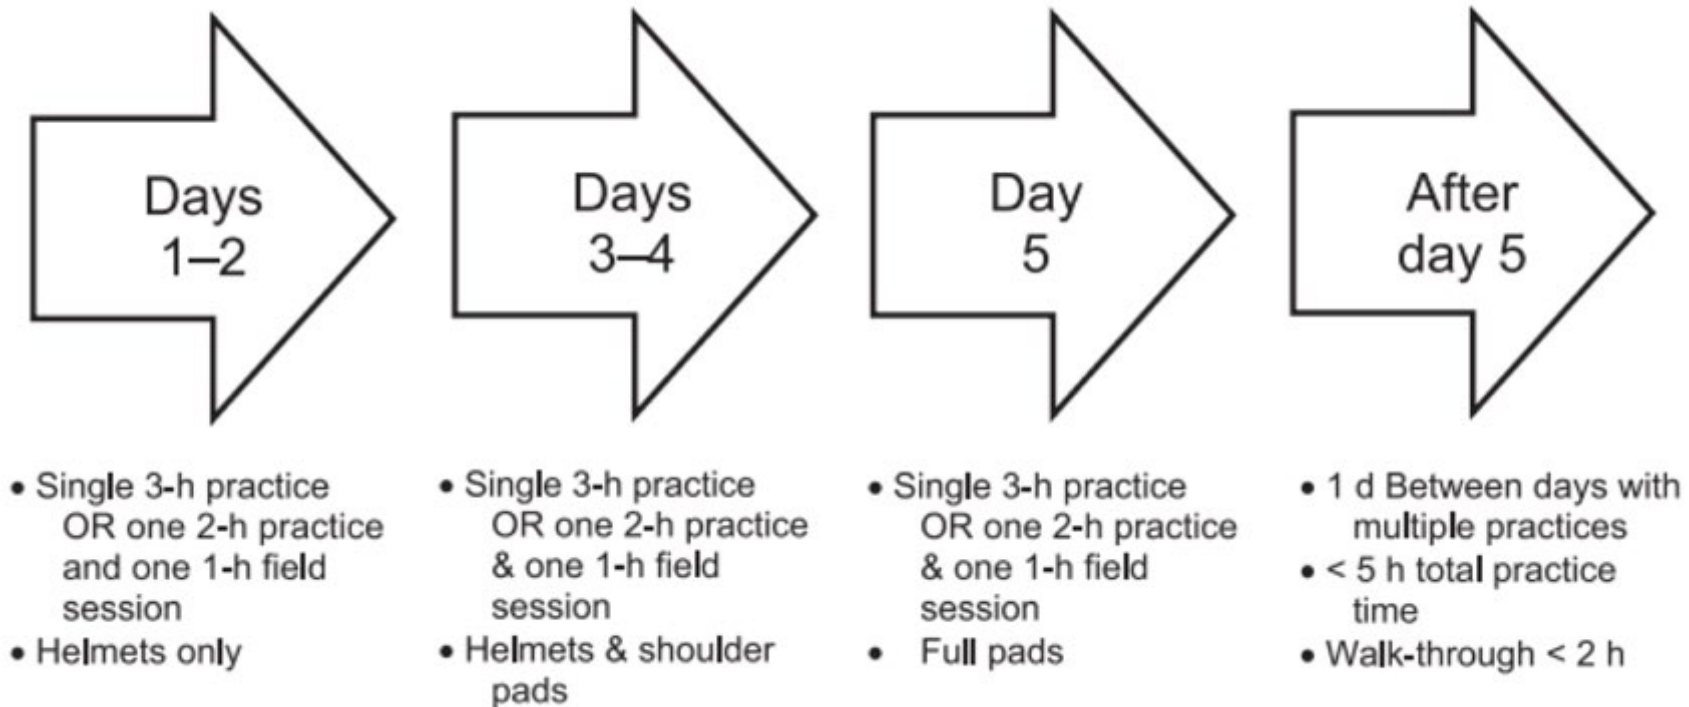 Days
1–2
Days
3–4
Day
5
After
day 5
• Single 3-h practice
OR one 2-h practice
and one 1-h field
session
• Helmets only
• Single 3-h practice
OR one 2-h practice
& one 1-h field
session
• Helmets & shoulder
pads
• Single 3-h practice
OR one 2-h practice
& one 1-h field
session
• Full pads
• 1 d Between days with
multiple practices
• < 5 h total practice
time
• Walk-through < 2 h